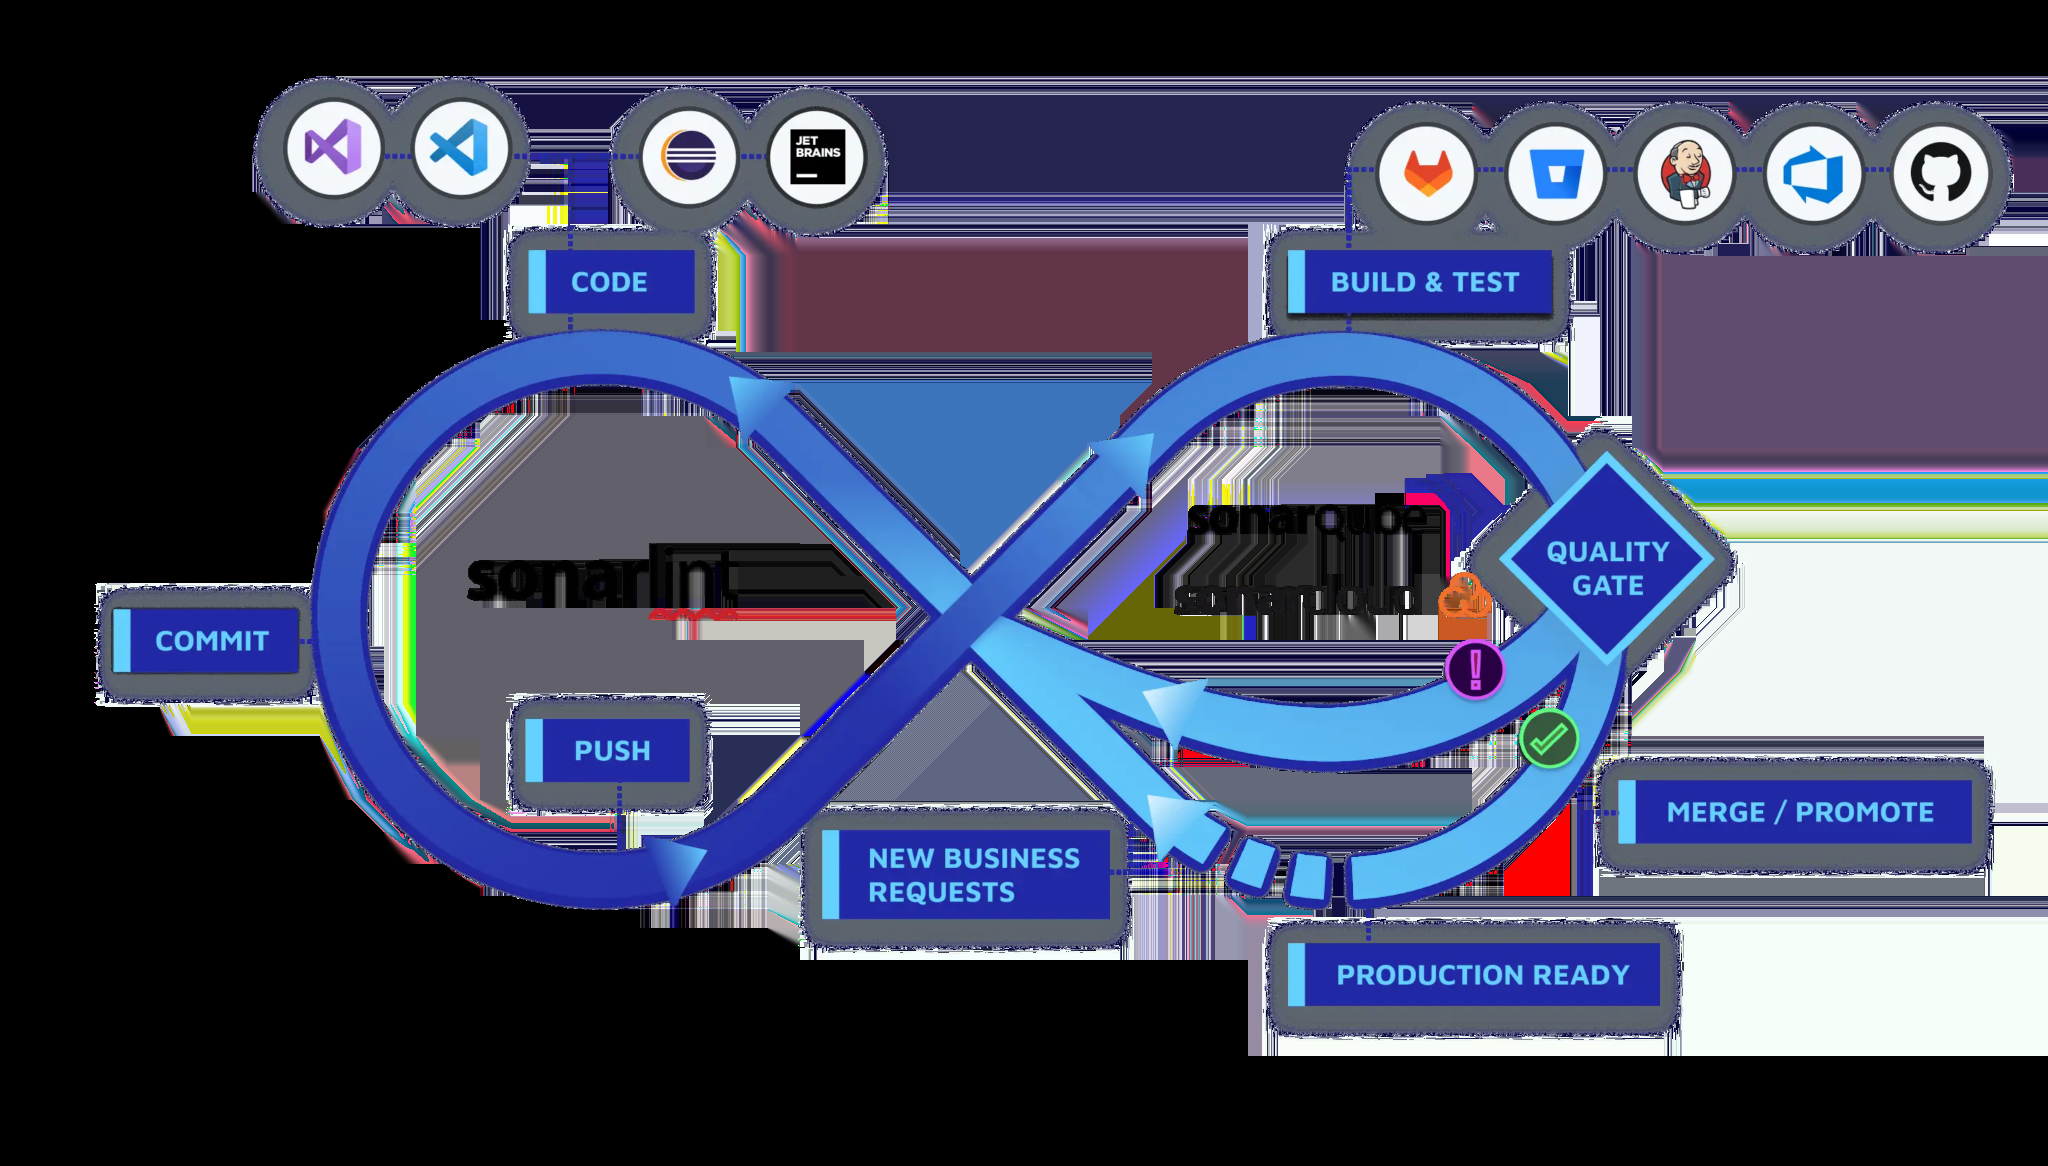 JET
BRAINS
CODE
BUILD & TEST
sonarqube
QUALITY
GATE
sonarlint
sonarcloud
COMMIT
PUSH
MERGE / PROMOTE
NEW BUSINESS
REQUESTS
PRODUCTION READY